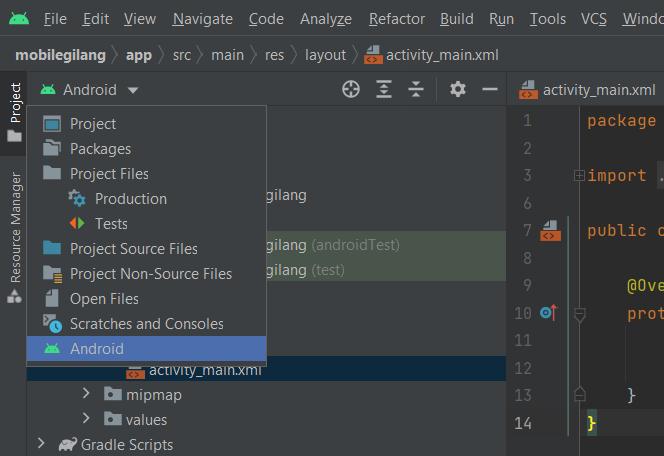 File Edit View Navigate Code Analyze Refactor Build Run Tools VCS Windo
mobilegilang app src main res layout activity_main.xml
Project
Resource Manager
Android
Project
Packages
Project Files
Production
Tests
Project Source Files
Project Non-Source Files
Open Files
Scratches and Consoles
Android
gilang
gilang (androidTest)
gilang (test)
activity_main.xml
mipmap
values
Gradle Scripts
activity_main.xml
1 package
2
3 import .
6
7 public c
8
9 @Ove
10 prot
11
12
13 }
14 }